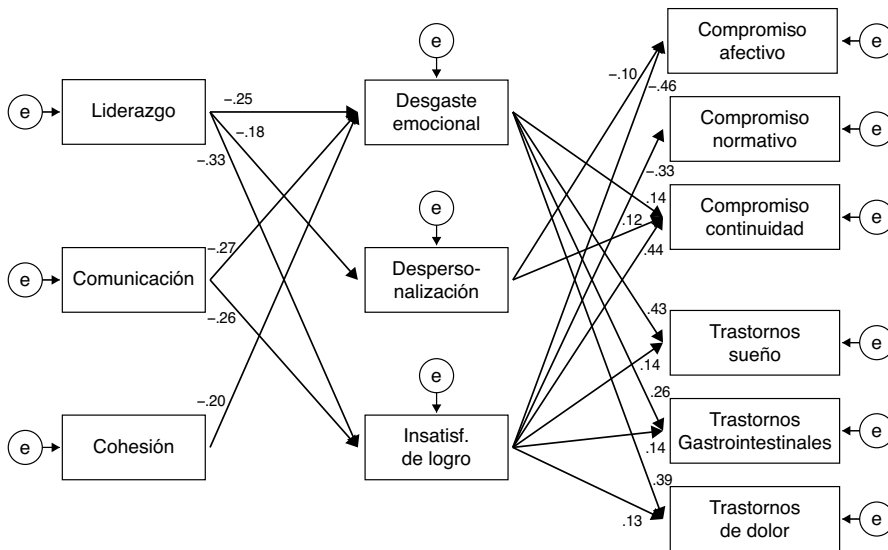 e
Compromiso
afectivo
e
–.10
–.46
e
Liderazgo
–.25
–.18
–.33
Desgaste
emocional
Compromiso
normativo
e
–.33
.14
e
.12
Compromiso
continuidad
e
.44
e
Comunicación
–.27
–.26
Desperso-
nalización
.43
Trastornos
sueño
e
.14
e
.26
–.20
e
Cohesión
Insatisf.
de logro
Trastornos
Gastrointestinales
e
.14
.39
.13
Trastornos
de dolor
e